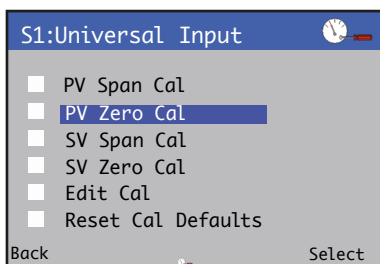 S1:Universal Input
PV Span Cal
PV Zero Cal
SV Span Cal
SV Zero Cal
Edit Cal
Reset Cal Defaults
Back Select